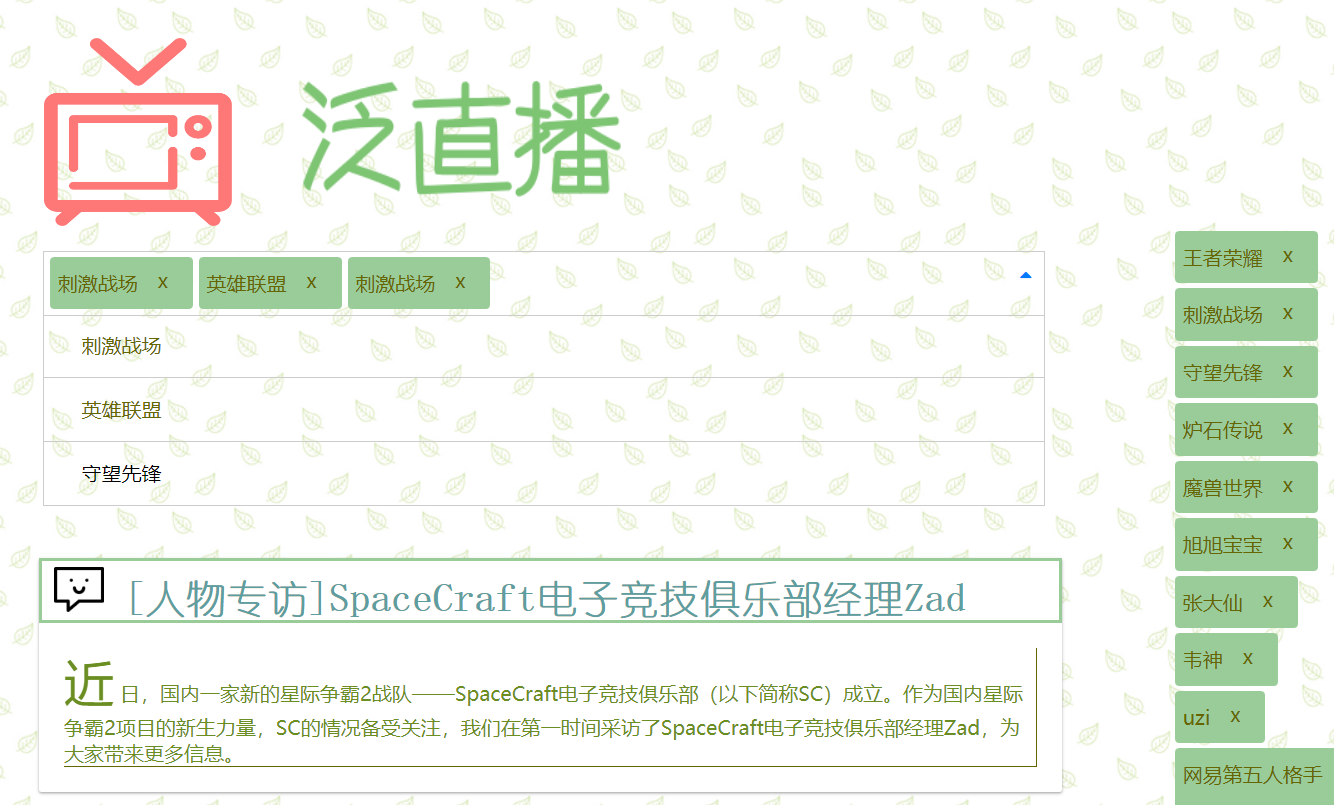 泛直播
刺激战场 x 英雄联盟 x 刺激战场 x
刺激战场
英雄联盟
守望先锋
[人物专访]SpaceCraft电子竞技俱乐部经理Zad
近日，国内一家新的星际争霸2战队——SpaceCraft电子竞技俱乐部（以下简称SC）成立。作为国内星际
争霸2项目的新生力量，SC的情况备受关注，我们在第一时间采访了SpaceCraft电子竞技俱乐部经理Zad，为
大家带来更多信息。
王者荣耀 x
刺激战场 x
守望先锋 x
炉石传说 x
魔兽世界 x
旭旭宝宝 x
张大仙 x
韦神 x
uzi x
网易第五人格手